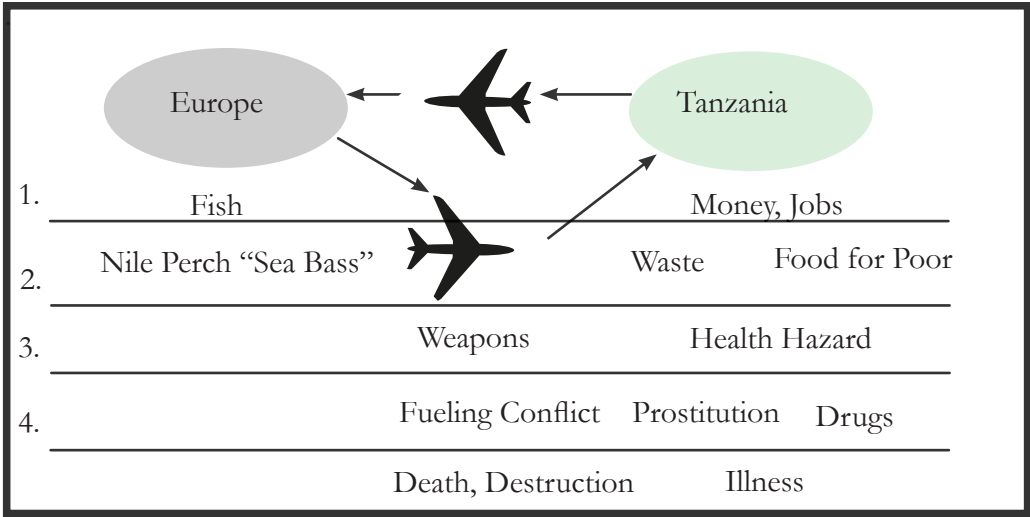 Europe Tanzania
1.
Fish Money, Jobs
Nile Perch “Sea Bass” Waste Food for Poor
2.
Weapons Health Hazard
3.
Fueling Conflict Prostitution Drugs
4.
Death, Destruction Illness